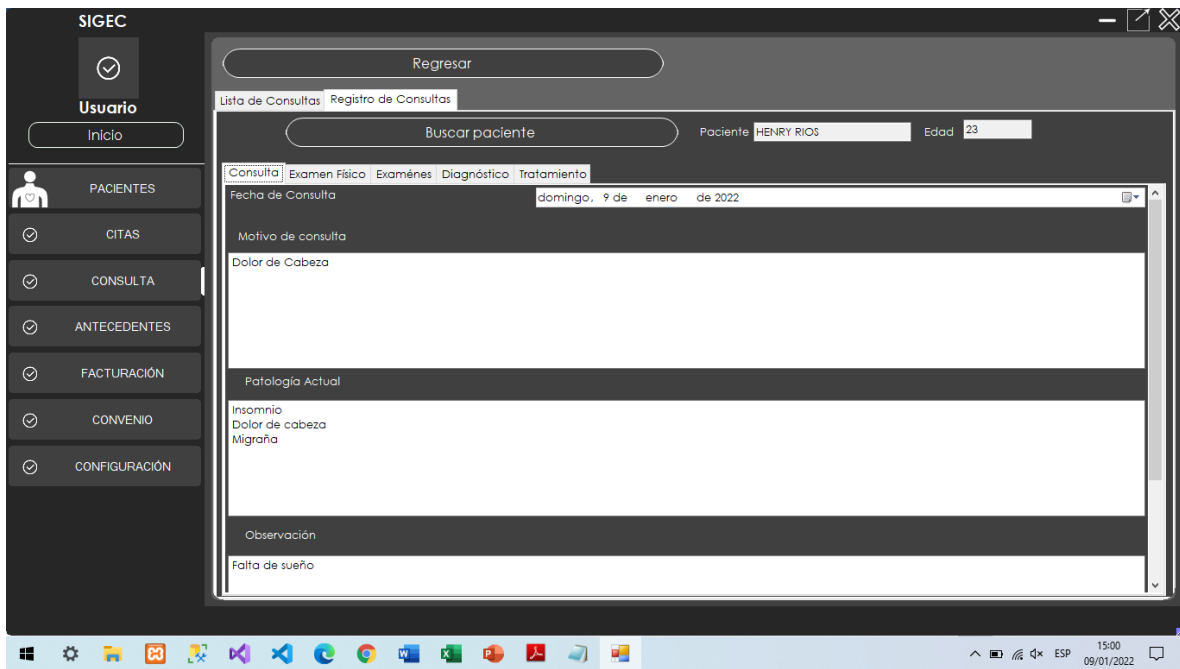 SIGEC
Usuario
Inicio
PACIENTES
CITAS
CONSULTA
ANTECEDENTES
FACTURACIÓN
CONVENIO
CONFIGURACIÓN
Regresar
Lista de Consultas Registro de Consultas
Buscar paciente Paciente HENRY RIOS Edad 23
Consulta Examen Físico Examénes Diagnóstico Tratamiento
Fecha de Consulta domingo, 9 de enero de 2022
Motivo de consulta
Dolor de Cabeza
Patología Actual
Insomnio
Dolor de cabeza
Migraña
Observación
Falta de sueño
ESP
15:00
09/01/2022